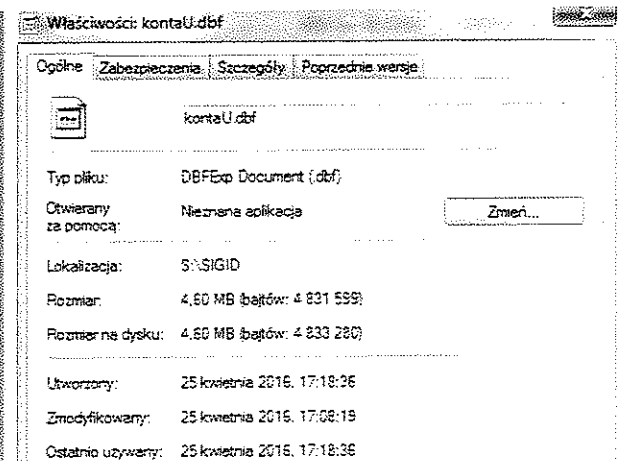 Właściwości: kontaU.dbf
Ogólne Zabezpieczenia Szczegóły Poprzednie wersje
kontaU.dbf
Typ pliku: DBFExp Document (.dbf)
Otwierany za pomocą: Nieznana aplikacja Zmień...
Lokalizacja: S:\SIGID
Rozmiar: 4,60 MB (bajtów: 4 831 599)
Rozmiar na dysku: 4,60 MB (bajtów: 4 833 280)
Utworzony: 25 kwietnia 2016, 17:18:36
Zmodyfikowany: 25 kwietnia 2016, 17:08:19
Ostatnio używany: 25 kwietnia 2016, 17:18:36